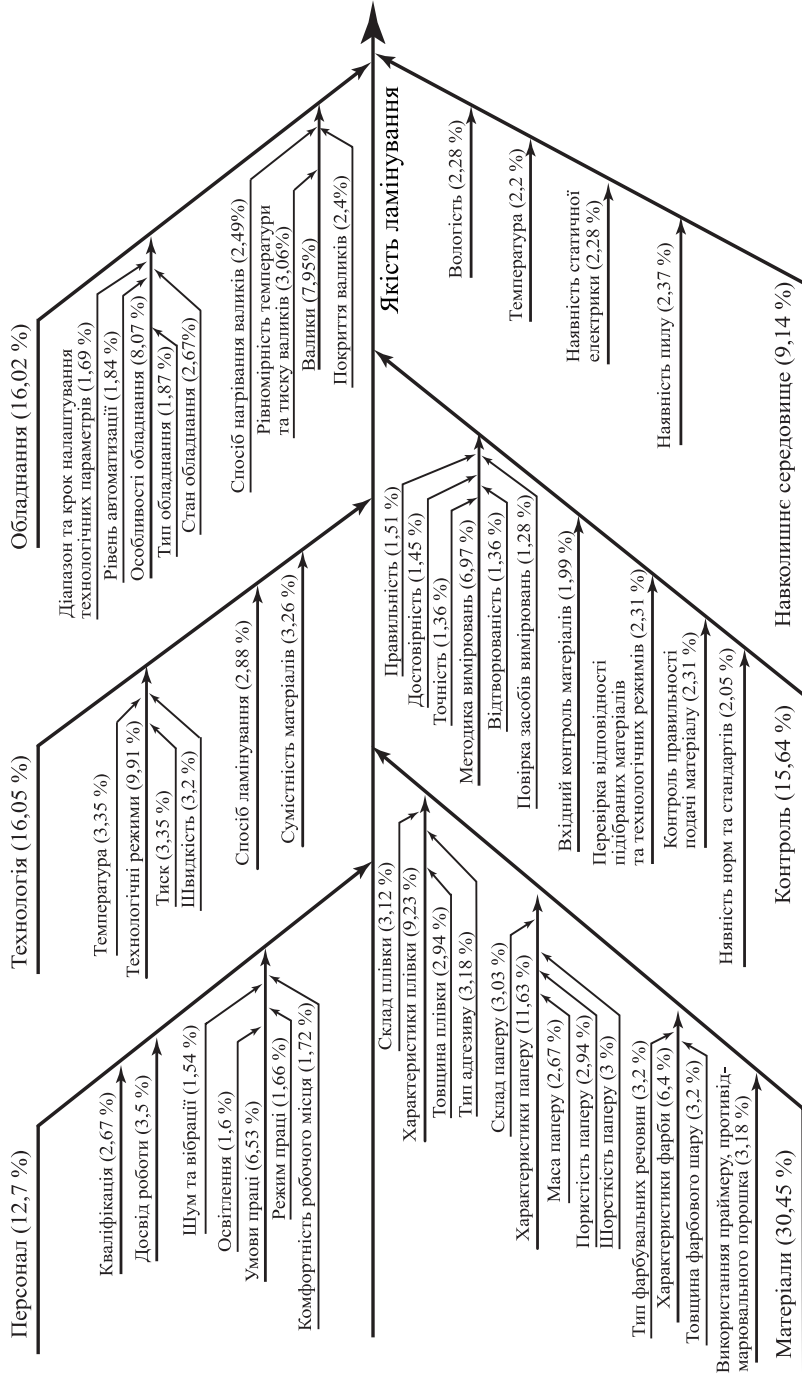 Персонал (12,7 %)
Кваліфікація (2,67 %)
Досвід роботи (3,5 %)
Шум та вібрації (1,54 %)
Освітлення (1,6 %)
Умови праці (6,53 %)
Режим праці (1,66 %)
Комфортність робочого місця (1,72 %)
Технологія (16,05 %)
Температура (3,35 %)
Технологічні режими (9,91 %)
Тиск (3,35 %)
Швидкість (3,2 %)
Спосіб ламінування (2,88 %)
Сумістність матеріалів (3,26 %)
Обладнання (16,02 %)
Діапазон та крок налаштування
технологічних параметрів (1,69 %)
Рівень автоматизації (1,84 %)
Особливості обладнання (8,07 %)
Тип обладнання (1,87 %)
Стан обладнання (2,67%)
Спосіб нагрівання валиків (2,49%)
Рівномірність температури
та тиску валиків (3,06%)
Валики (7,95%)
Покриття валиків (2,4%)
Якість ламінування
Склад плівки (3,12 %)
Характеристики плівки (9,23 %)
Товщина плівки (2,94 %)
Тип адгезиву (3,18 %)
Склад паперу (3,03 %)
Характеристики паперу (11,63 %)
Маса паперу (2,67 %)
Пористість паперу (2,94 %)
Шорсткість паперу (3 %)
Тип фарбувальних речовин (3,2 %)
Характеристики фарби (6,4 %)
Товщина фарбового шару (3,2 %)
Використанняя праймеру, противід-
марювального порошка (3,18 %)
Матеріали (30,45 %)
Правильність (1,51 %)
Достовірність (1,45 %)
Точність (1,36 %)
Методика вимірювань (6,97 %)
Відтворюваність (1,36 %)
Повірка засобів вимірювань (1,28 %)
Вхідний контроль матеріалів (1,99 %)
Перевірка відповідності
підібраних матеріалів
та технологічних режимів (2,31 %)
Контроль правильності
подачі матеріалу (2,31 %)
Нявність норм та стандартів (2,05 %)
Контроль (15,64 %)
Вологість (2,28 %)
Температура (2,2 %)
Наявність статичної
електрики (2,28 %)
Наявність пилу (2,37 %)
Навколишнє середовище (9,14 %)